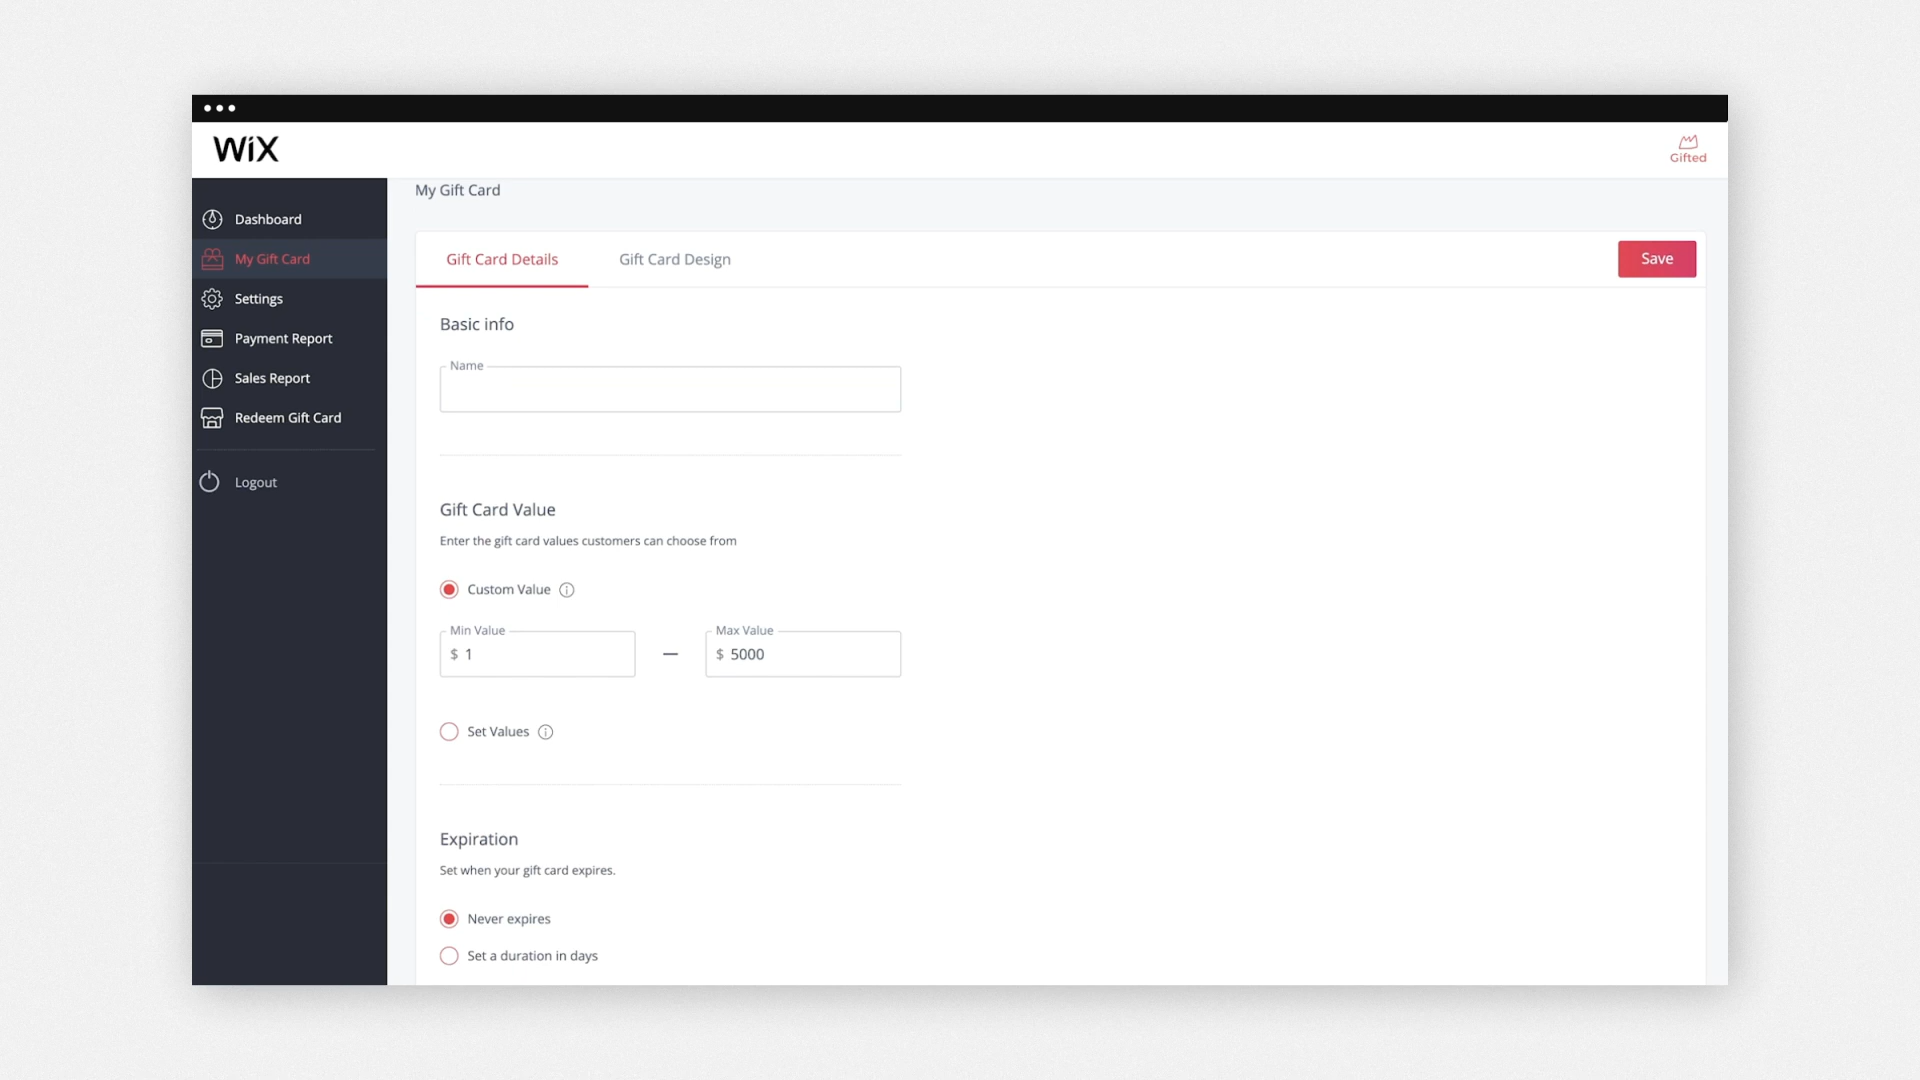 WiX
Gifted
Dashboard
My Gift Card
Settings
Payment Report
Sales Report
Redeem Gift Card
Logout
My Gift Card
Gift Card Details
Gift Card Design
Save
Basic info
Name
Gift Card Value
Enter the gift card values customers can choose from
Custom Value
Min Value
Max Value
$ 1
—
$ 5000
Set Values
Expiration
Set when your gift card expires.
Never expires
Set a duration in days